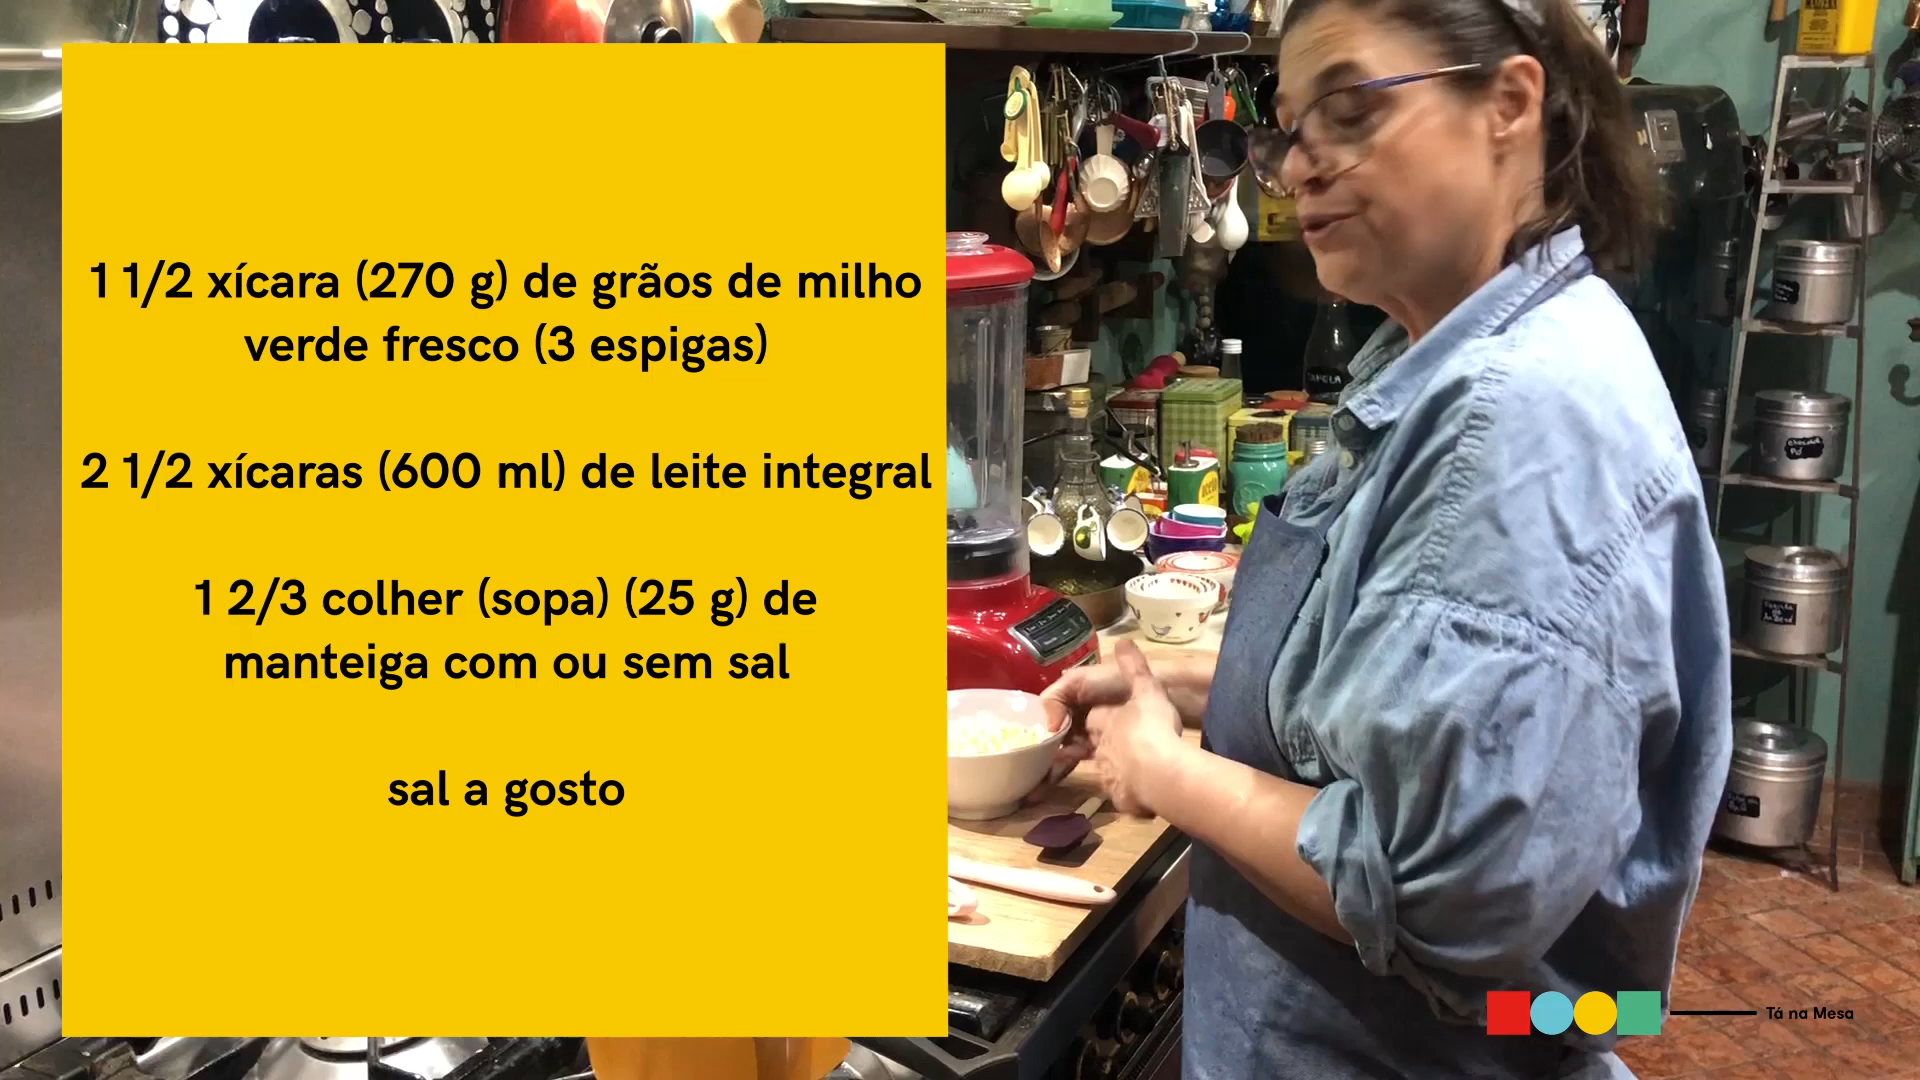 1 1/2 xícara (270 g) de grãos de milho
verde fresco (3 espigas)
2 1/2 xícaras (600 ml) de leite integral
1 2/3 colher (sopa) (25 g) de
manteiga com ou sem sal
sal a gosto
Tá na Mesa